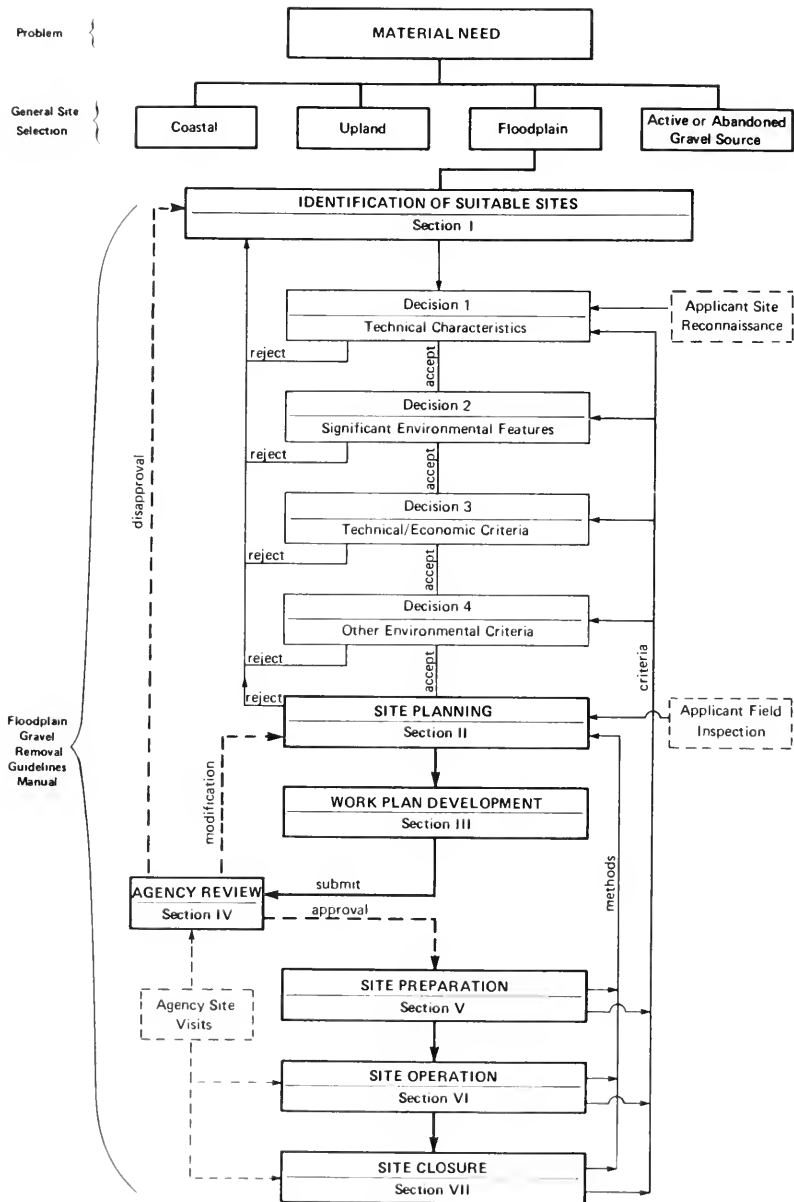 Problem
MATERIAL NEED
General Site
Selection
Coastal
Upland
Floodplain
Active or Abandoned
Gravel Source
IDENTIFICATION OF SUITABLE SITES
Section I
Decision 1
Technical Characteristics
Applicant Site
Reconnaissance
reject
accept
Decision 2
Significant Environmental Features
reject
accept
disapproval
Decision 3
Technical/Economic Criteria
reject
accept
Decision 4
Other Environmental Criteria
reject
accept
criteria
reject
SITE PLANNING
Section II
Applicant Field
Inspection
Floodplain
Gravel
Removal
Guidelines
Manual
modification
WORK PLAN DEVELOPMENT
Section III
methods
submit
AGENCY REVIEW
Section IV
approval
SITE PREPARATION
Section V
Agency Site
Visits
SITE OPERATION
Section VI
SITE CLOSURE
Section VII